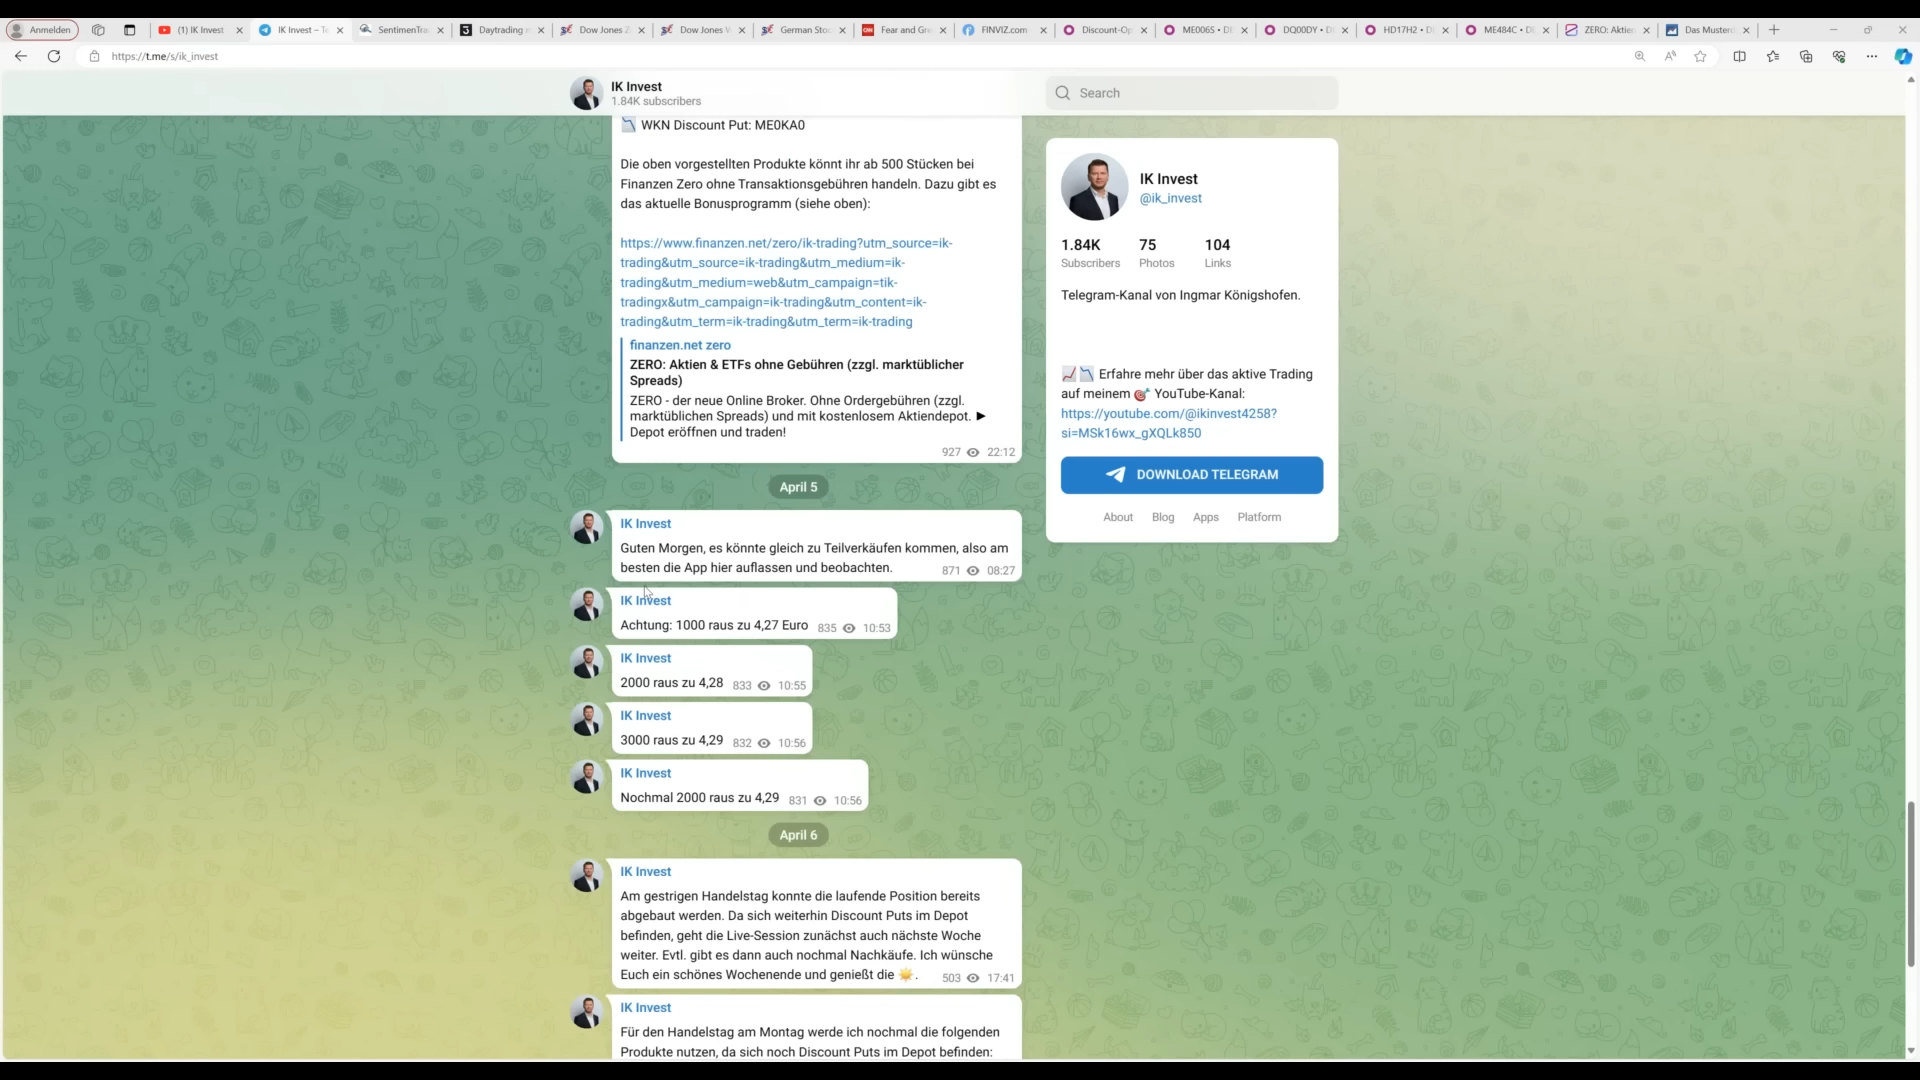 Anmelden
(1) IK Invest
IK Invest – Te
SentimenTra
Daytrading
Dow Jones
Dow Jones
German Sto
Fear and Gre
FINVIZ.com
Discount-Op
ME006S •
DQ00DY •
HD17H2 •
ME484C •
ZERO: Aktie
Das Muster
https://t.me/s/ik_invest
IK Invest
1.84K subscribers
Search
WKN Discount Put: ME0KA0
Die oben vorgestellten Produkte könnt ihr ab 500 Stücken bei
Finanzen Zero ohne Transaktionsgebühren handeln. Dazu gibt es
das aktuelle Bonusprogramm (siehe oben):
https://www.finanzen.net/zero/ik-trading?utm_source=ik-
trading&utm_source=ik-trading&utm_medium=ik-
trading&utm_medium=web&utm_campaign=tik-
tradingx&utm_campaign=ik-trading&utm_content=ik-
trading&utm_term=ik-trading&utm_term=ik-trading
finanzen.net zero
ZERO: Aktien & ETFs ohne Gebühren (zzgl. marktüblicher
Spreads)
ZERO - der neue Online Broker. Ohne Ordergebühren (zzgl.
marktüblichen Spreads) und mit kostenlosem Aktiendepot. ►
Depot eröffnen und traden!
927 22:12
April 5
IK Invest
Guten Morgen, es könnte gleich zu Teilverkäufen kommen, also am
besten die App hier auflassen und beobachten. 871 08:27
IK Invest
Achtung: 1000 raus zu 4,27 Euro 835 10:53
IK Invest
2000 raus zu 4,28 833 10:55
IK Invest
3000 raus zu 4,29 832 10:56
IK Invest
Nochmal 2000 raus zu 4,29 831 10:56
April 6
IK Invest
Am gestrigen Handelstag konnte die laufende Position bereits
abgebaut werden. Da sich weiterhin Discount Puts im Depot
befinden, geht die Live-Session zunächst auch nächste Woche
weiter. Evtl. gibt es dann auch nochmal Nachkäufe. Ich wünsche
Euch ein schönes Wochenende und genießt die ☀️. 503 17:41
IK Invest
Für den Handelstag am Montag werde ich nochmal die folgenden
Produkte nutzen, da sich noch Discount Puts im Depot befinden:
IK Invest
@ik_invest
1.84K 75 104
Subscribers Photos Links
Telegram-Kanal von Ingmar Königshofen.
📈📉 Erfahre mehr über das aktive Trading
auf meinem 🎯 YouTube-Kanal:
https://youtube.com/@ikinvest4258?
si=MSk16wx_gXQLk850
DOWNLOAD TELEGRAM
About Blog Apps Platform